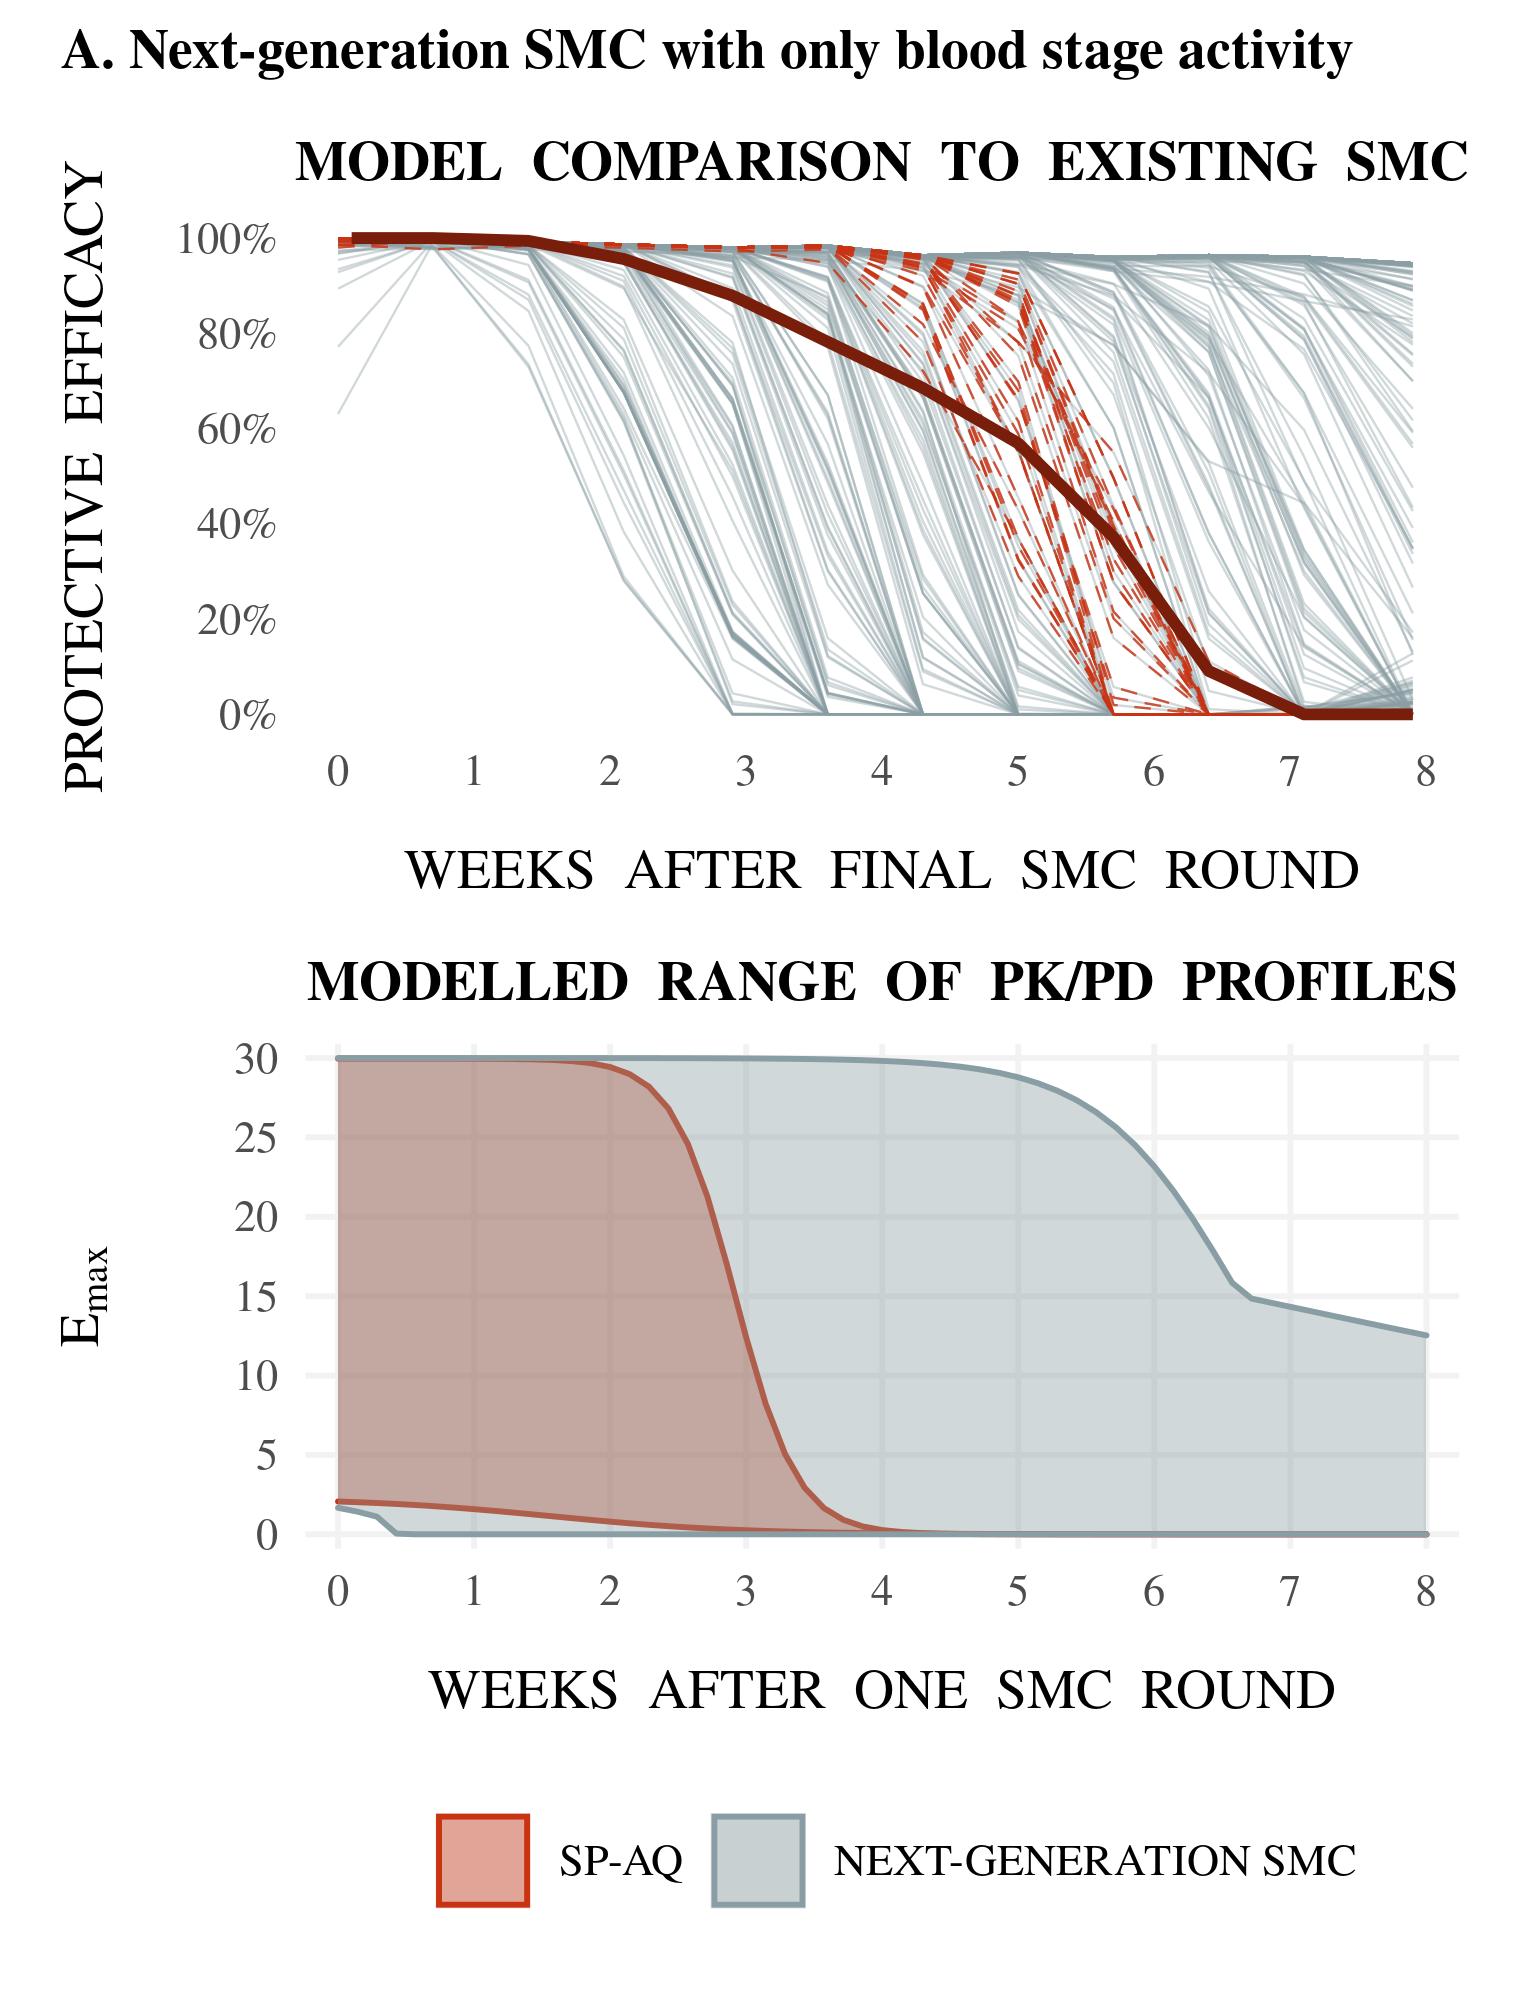 A. Next-generation SMC with only blood stage activity
MODEL COMPARISON TO EXISTING SMC
PROTECTIVE EFFICACY
100%
80%
60%
40%
20%
0%
0 1 2 3 4 5 6 7 8
WEEKS AFTER FINAL SMC ROUND
MODELLED RANGE OF PK/PD PROFILES
Emax
30
25
20
15
10
5
0
0 1 2 3 4 5 6 7 8
WEEKS AFTER ONE SMC ROUND
SP-AQ NEXT-GENERATION SMC